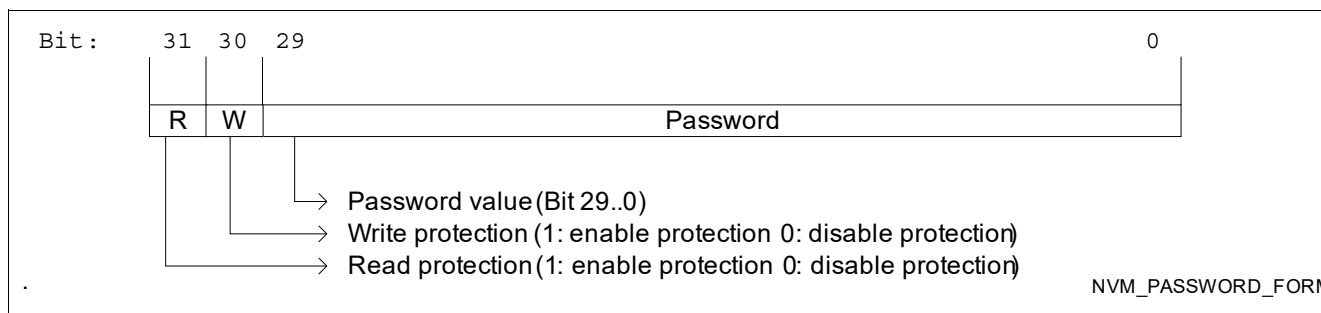 Bit: 31 30 29 0
R W Password
Password value (Bit 29..0)
Write protection (1: enable protection 0: disable protection)
Read protection (1: enable protection 0: disable protection)
. NVM_PASSWORD_FORM